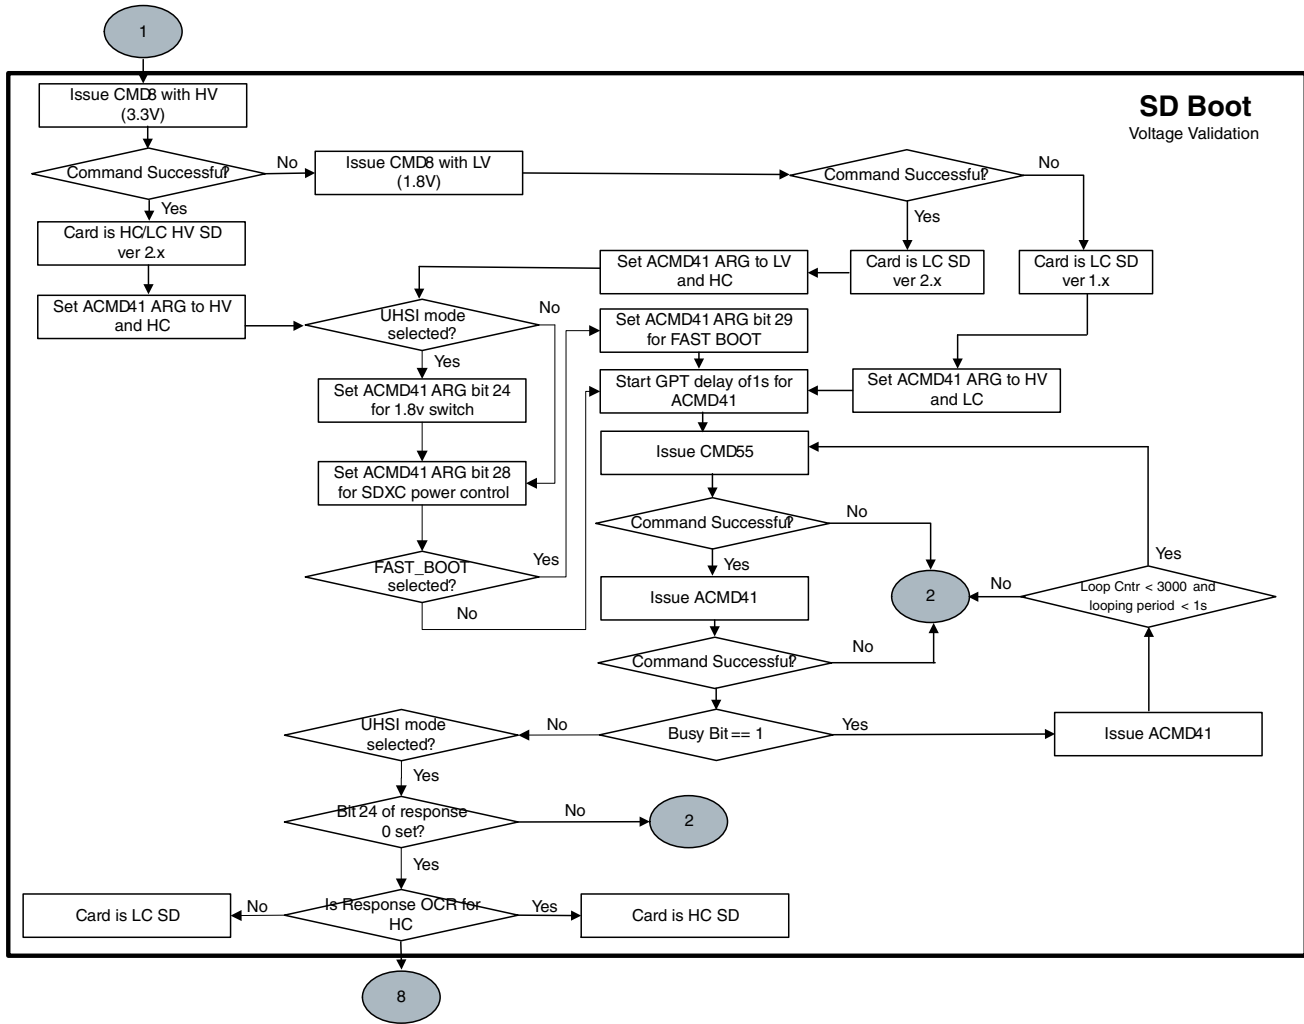 1
SD Boot
Voltage Validation
Issue CMD8 with HV
(3.3V)
Command Successful?
No
Issue CMD8 with LV
(1.8V)
Command Successful?
No
Yes
Yes
Card is HC/LC HV SD
ver 2.x
Set ACMD41 ARG to LV
and HC
Card is LC SD
ver 2.x
Card is LC SD
ver 1.x
Set ACMD41 ARG to HV
and HC
UHSI mode
selected?
No
Yes
Set ACMD41 ARG bit 29
for FAST BOOT
Set ACMD41 ARG bit 24
for 1.8v switch
Start GPT delay of1s for
ACMD41
Set ACMD41 ARG to HV
and LC
Issue CMD55
Set ACMD41 ARG bit 28
for SDXC power control
Command Successful?
No
Yes
FAST_BOOT
selected?
Yes
No
Issue ACMD41
2
No
Yes
Loop Cntr < 3000 and
looping period < 1s
Command Successful?
No
UHSI mode
selected?
No
Busy Bit == 1
Yes
Issue ACMD41
Yes
Bit 24 of response
0 set?
No
2
Yes
Card is LC SD
No
Is Response OCR for
HC
Yes
Card is HC SD
8